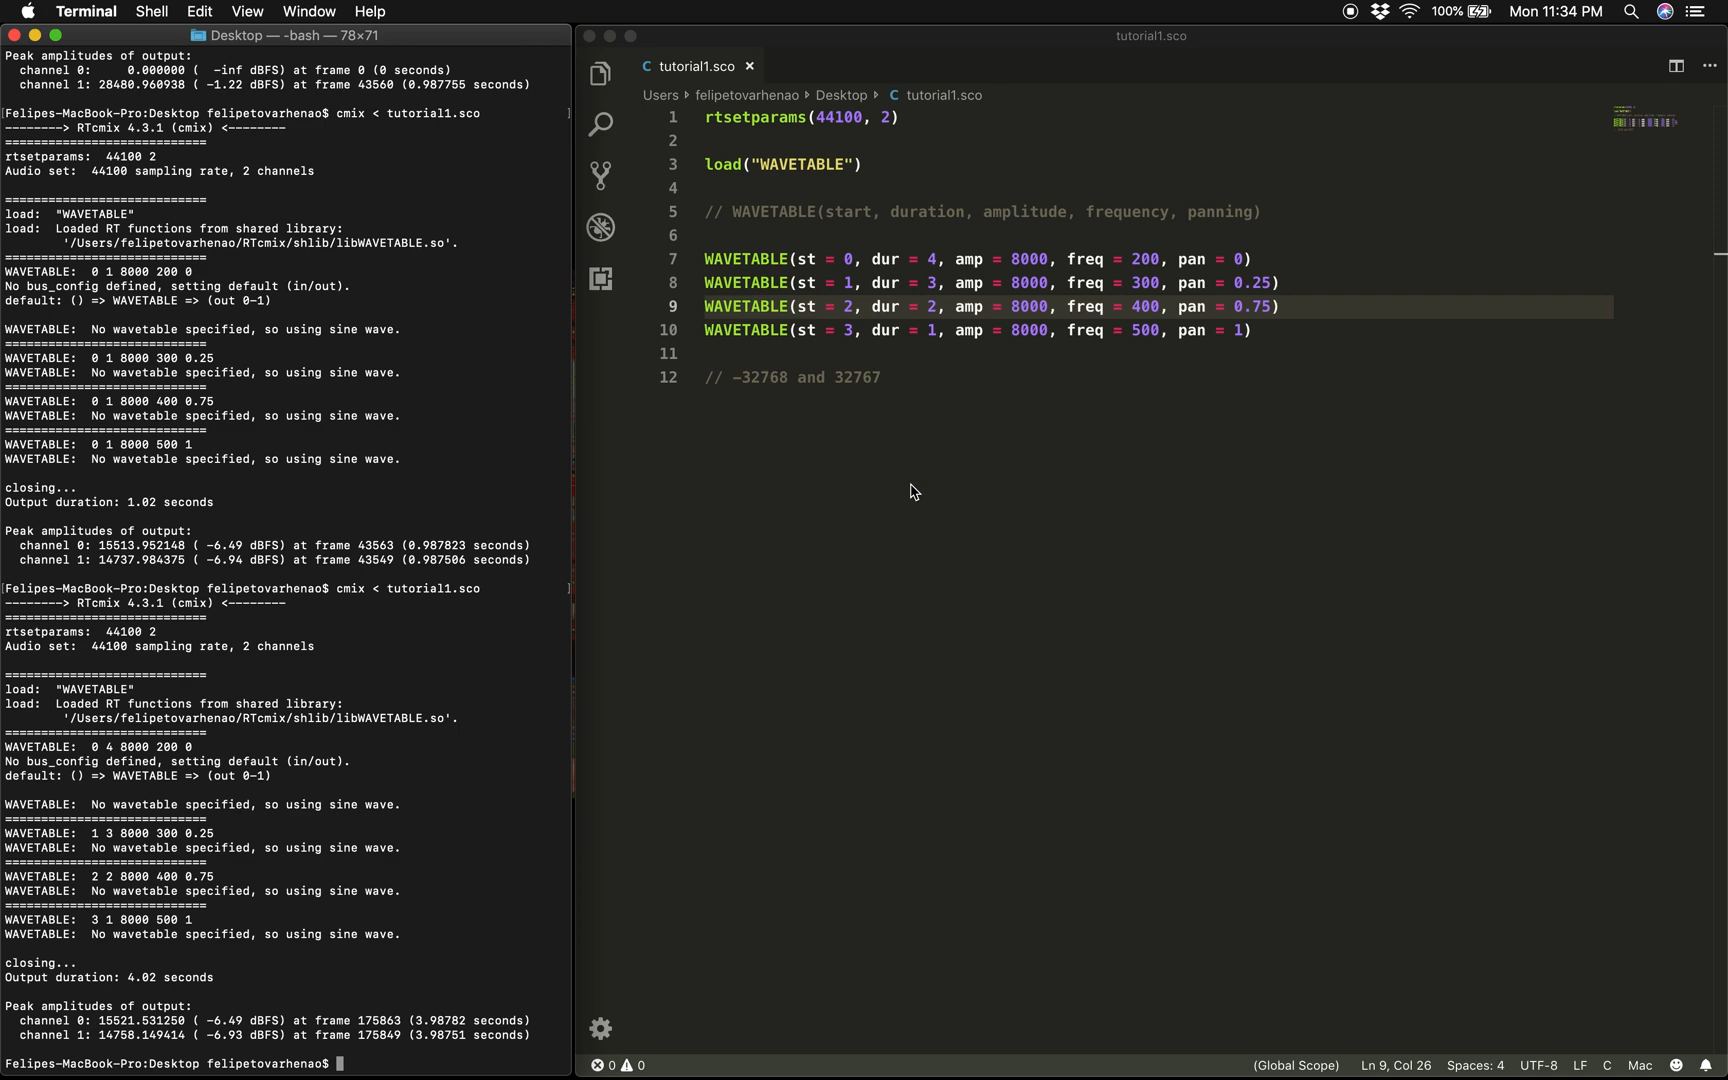 Terminal Shell Edit View Window Help 100% Mon 11:34 PM
Desktop — -bash — 78×71
Peak amplitudes of output:
channel 0: 0.000000 ( -inf dBFS) at frame 0 (0 seconds)
channel 1: 28480.960938 ( -1.22 dBFS) at frame 43560 (0.987755 seconds)
[Felipes-MacBook-Pro:Desktop felipetovarhenao$ cmix < tutorial1.sco ]
--------> RTcmix 4.3.1 (cmix) <--------
============================
rtsetparams: 44100 2
Audio set: 44100 sampling rate, 2 channels
============================
load: "WAVETABLE"
load: Loaded RT functions from shared library:
'/Users/felipetovarhenao/RTcmix/shlib/libWAVETABLE.so'.
============================
WAVETABLE: 0 1 8000 200 0
No bus_config defined, setting default (in/out).
default: () => WAVETABLE => (out 0-1)
WAVETABLE: No wavetable specified, so using sine wave.
============================
WAVETABLE: 0 1 8000 300 0.25
WAVETABLE: No wavetable specified, so using sine wave.
============================
WAVETABLE: 0 1 8000 400 0.75
WAVETABLE: No wavetable specified, so using sine wave.
============================
WAVETABLE: 0 1 8000 500 1
WAVETABLE: No wavetable specified, so using sine wave.
closing...
Output duration: 1.02 seconds
Peak amplitudes of output:
channel 0: 15513.952148 ( -6.49 dBFS) at frame 43563 (0.987823 seconds)
channel 1: 14737.984375 ( -6.94 dBFS) at frame 43549 (0.987506 seconds)
[Felipes-MacBook-Pro:Desktop felipetovarhenao$ cmix < tutorial1.sco ]
--------> RTcmix 4.3.1 (cmix) <--------
============================
rtsetparams: 44100 2
Audio set: 44100 sampling rate, 2 channels
============================
load: "WAVETABLE"
load: Loaded RT functions from shared library:
'/Users/felipetovarhenao/RTcmix/shlib/libWAVETABLE.so'.
============================
WAVETABLE: 0 4 8000 200 0
No bus_config defined, setting default (in/out).
default: () => WAVETABLE => (out 0-1)
WAVETABLE: No wavetable specified, so using sine wave.
============================
WAVETABLE: 1 3 8000 300 0.25
WAVETABLE: No wavetable specified, so using sine wave.
============================
WAVETABLE: 2 2 8000 400 0.75
WAVETABLE: No wavetable specified, so using sine wave.
============================
WAVETABLE: 3 1 8000 500 1
WAVETABLE: No wavetable specified, so using sine wave.
closing...
Output duration: 4.02 seconds
Peak amplitudes of output:
channel 0: 15521.531250 ( -6.49 dBFS) at frame 175863 (3.98782 seconds)
channel 1: 14758.149414 ( -6.93 dBFS) at frame 175849 (3.98751 seconds)
Felipes-MacBook-Pro:Desktop felipetovarhenao$
tutorial1.sco
C tutorial1.sco ×
Users felipetovarhenao Desktop C tutorial1.sco
1 rtsetparams(44100, 2)
2
3 load("WAVETABLE")
4
5 // WAVETABLE(start, duration, amplitude, frequency, panning)
6
7 WAVETABLE(st = 0, dur = 4, amp = 8000, freq = 200, pan = 0)
8 WAVETABLE(st = 1, dur = 3, amp = 8000, freq = 300, pan = 0.25)
9 WAVETABLE(st = 2, dur = 2, amp = 8000, freq = 400, pan = 0.75)
10 WAVETABLE(st = 3, dur = 1, amp = 8000, freq = 500, pan = 1)
11
12 // -32768 and 32767
0 0 (Global Scope) Ln 9, Col 26 Spaces: 4 UTF-8 LF C Mac